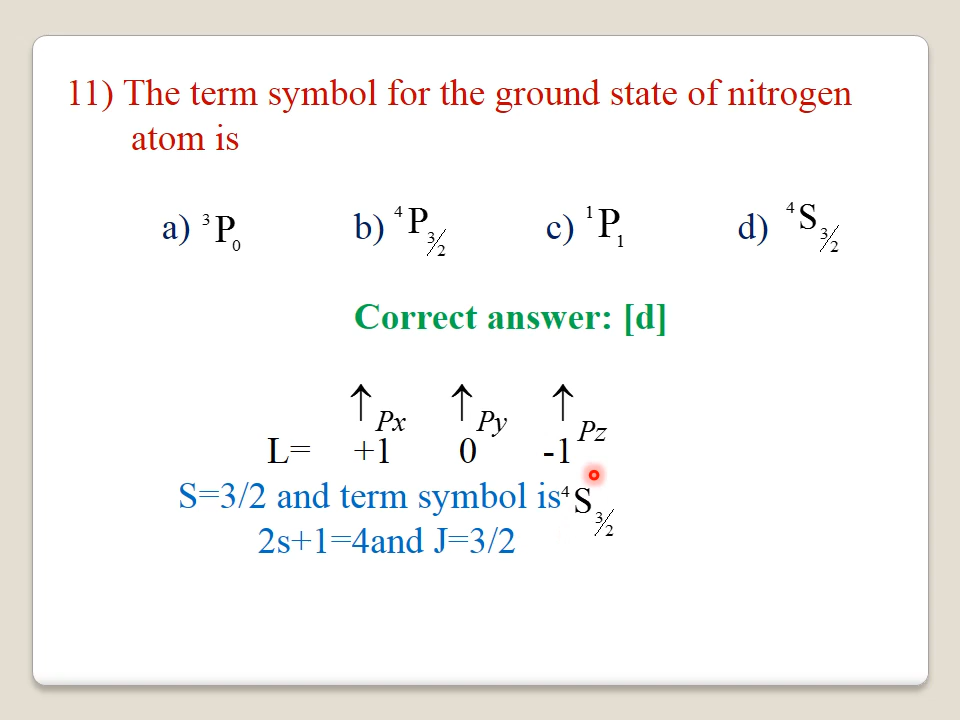 11) The term symbol for the ground state of nitrogen
atom is
a) ³P₀ b) ⁴P₃⁄₂ c) ¹P₁ d) ⁴S₃⁄₂
Correct answer: [d]
↑Px ↑Py ↑Pz
L= +1 0 -1
S=3/2 and term symbol is ⁴S₃⁄₂
2s+1=4and J=3/2